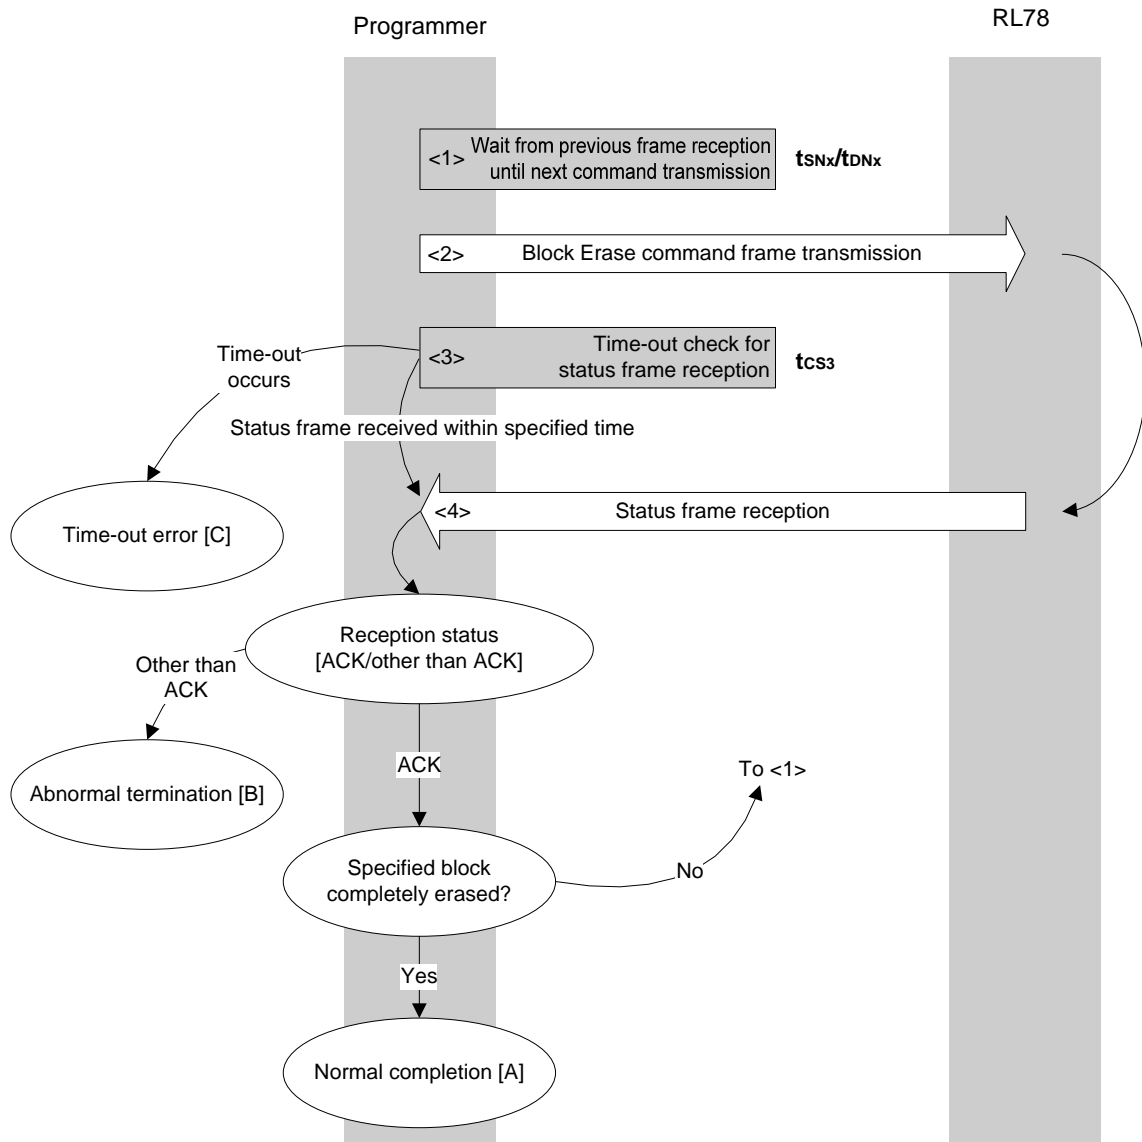 Programmer
RL78
<1> Wait from previous frame reception
until next command transmission
tSNx/tDNx
<2> Block Erase command frame transmission
<3> Time-out check for
status frame reception
tCS3
Time-out
occurs
Status frame received within specified time
<4> Status frame reception
Time-out error [C]
Reception status
[ACK/other than ACK]
Other than
ACK
Abnormal termination [B]
ACK
To <1>
Specified block
completely erased?
No
Yes
Normal completion [A]